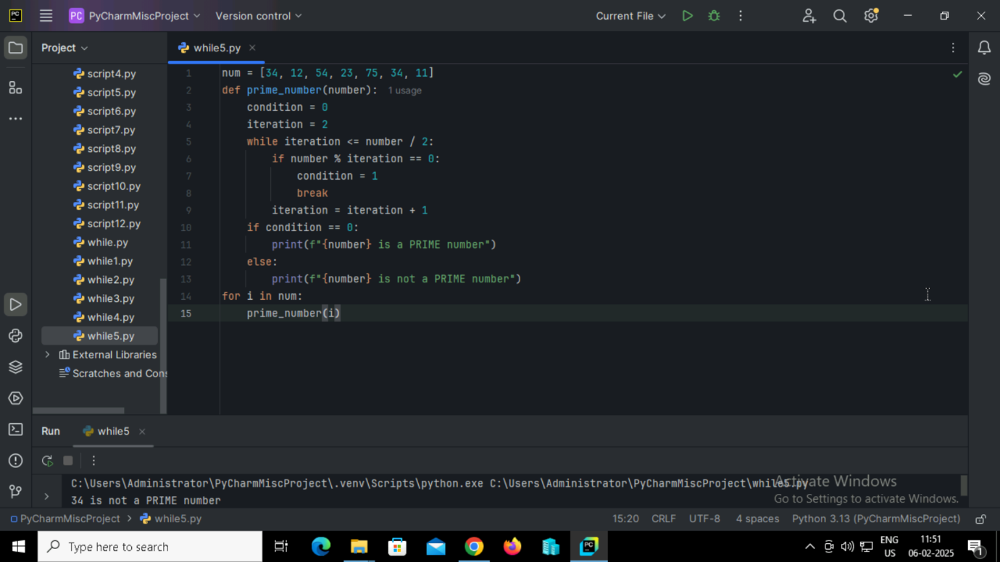 PC
PC PyCharmMiscProject Version control Current File
Project
while5.py
script4.py
script5.py
script6.py
script7.py
script8.py
script9.py
script10.py
script11.py
script12.py
while.py
while1.py
while2.py
while3.py
while4.py
while5.py
External Libraries
Scratches and Con
1 num = [34, 12, 54, 23, 75, 34, 11]
2 def prime_number(number): 1 usage
3 condition = 0
4 iteration = 2
5 while iteration <= number / 2:
6 if number % iteration == 0:
7 condition = 1
8 break
9 iteration = iteration + 1
10 if condition == 0:
11 print(f"{number} is a PRIME number")
12 else:
13 print(f"{number} is not a PRIME number")
14 for i in num:
15 prime_number(i)
Run while5
C:\Users\Administrator\PyCharmMiscProject\.venv\Scripts\python.exe C:\Users\Administrator\PyCharmMiscProject\while5.py
34 is not a PRIME number
Activate Windows
Go to Settings to activate Windows.
PyCharmMiscProject > while5.py 15:20 CRLF UTF-8 4 spaces Python 3.13 (PyCharmMiscProject)
Type here to search
PC
ENG
US
11:51
06-02-2025
1